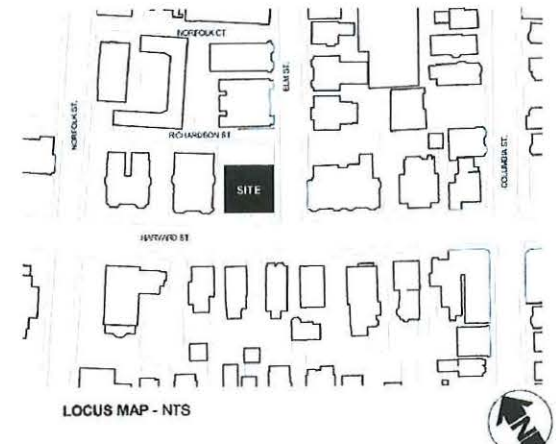 NORFOLK CT
ELM ST.
NORFOLK ST.
RICHARDSON ST
COLUMBIA ST.
SITE
HARVARD ST
LOCUS MAP - NTS
N